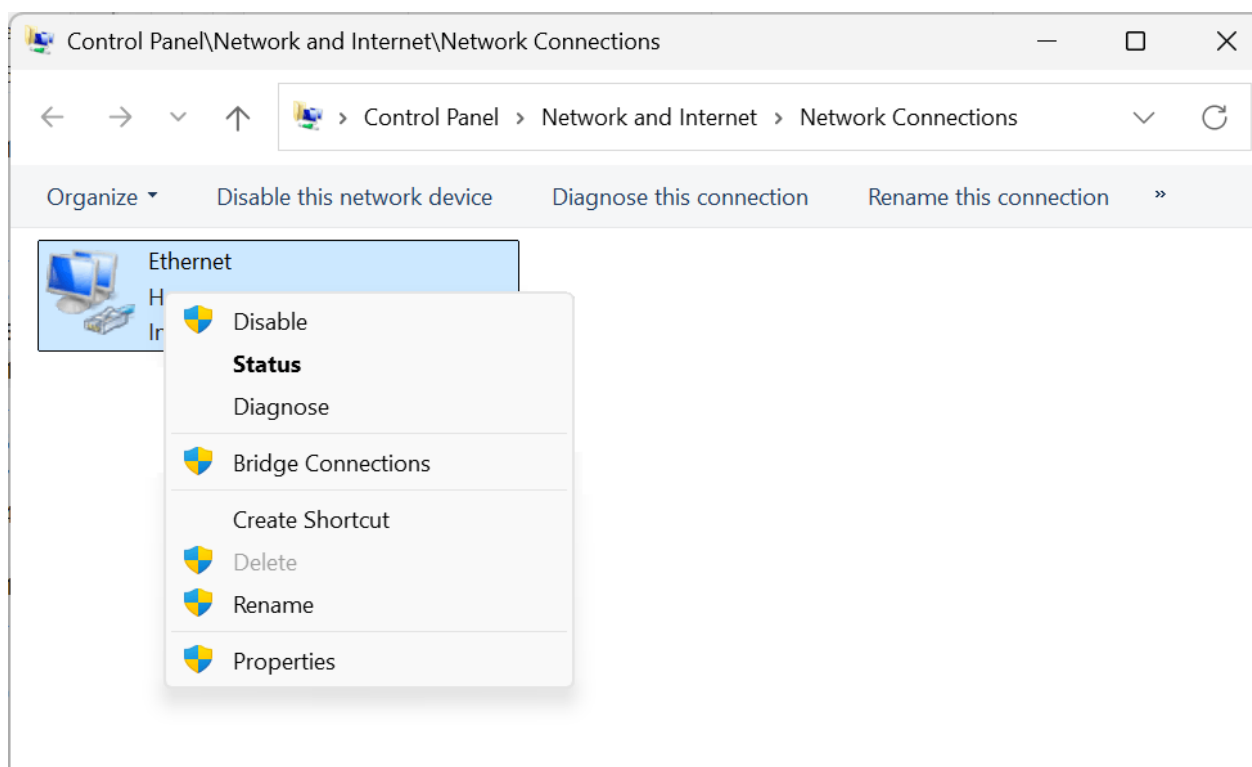 Control Panel\Network and Internet\Network Connections
Control Panel > Network and Internet > Network Connections
Organize Disable this network device Diagnose this connection Rename this connection »
Ethernet
Disable
Status
Diagnose
Bridge Connections
Create Shortcut
Delete
Rename
Properties